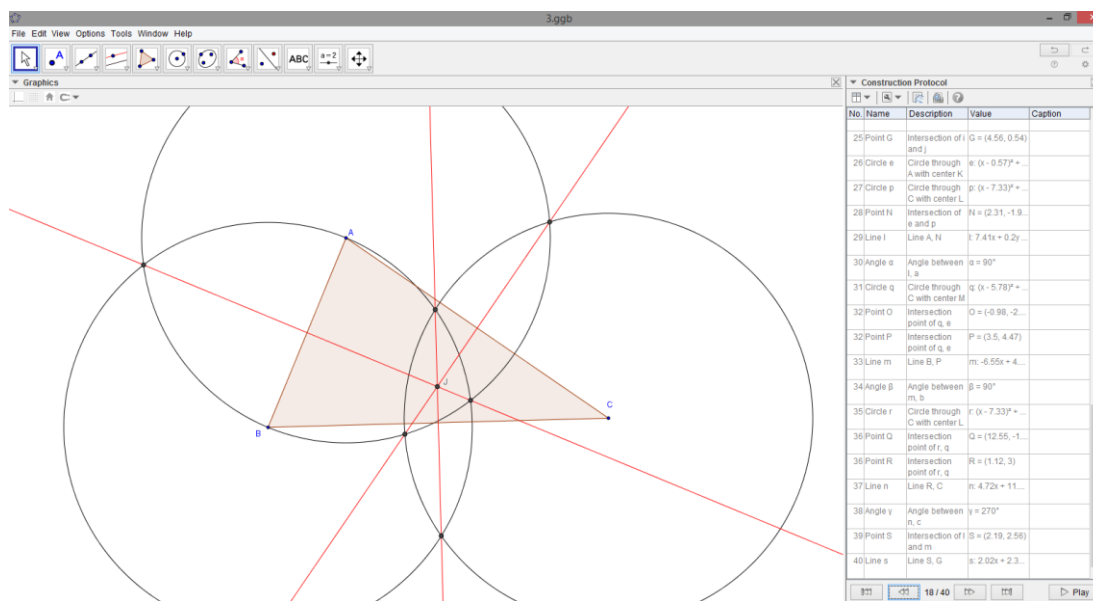 3.ggb
File Edit View Options Tools Window Help
A
ABC
a=2
Graphics
A
J
C
B
Construction Protocol
No. Name Description Value Caption
25 Point G Intersection of i G = (4.56, 0.54)
and j
26 Circle e Circle through e: (x - 0.57)² + ...
A with center K
27 Circle p Circle through p: (x - 7.33)² + ...
C with center L
28 Point N Intersection of N = (2.31, -1.9...
e and p
29 Line l Line A, N l: 7.41x + 0.2y ...
30 Angle α Angle between α = 90°
l, a
31 Circle q Circle through q: (x - 5.78)² + ...
C with center M
32 Point O Intersection O = (-0.98, -2...
point of q, e
32 Point P Intersection P = (3.5, 4.47)
point of q, e
33 Line m Line B, P m: -6.55x + 4...
34 Angle β Angle between β = 90°
m, b
35 Circle r Circle through r: (x - 7.33)² + ...
C with center L
36 Point Q Intersection Q = (12.55, -1...
point of r, q
36 Point R Intersection R = (1.12, 3)
point of r, q
37 Line n Line R, C n: 4.72x + 11....
38 Angle γ Angle between γ = 270°
n, c
39 Point S Intersection of l S = (2.19, 2.56)
and m
40 Line s Line S, G s: 2.02x + 2.3...
18 / 40
Play